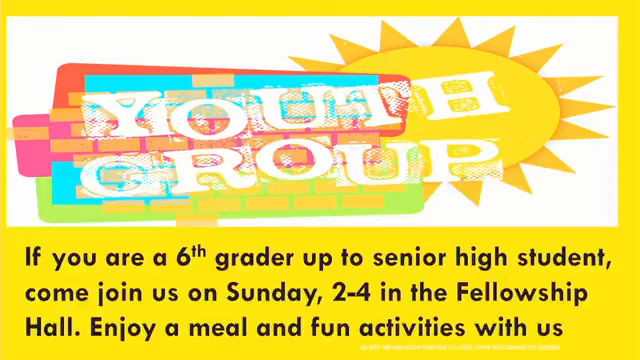 YOUTH
GROUP
If you are a 6th grader up to senior high student,
come join us on Sunday, 2-4 in the Fellowship
Hall. Enjoy a meal and fun activities with us